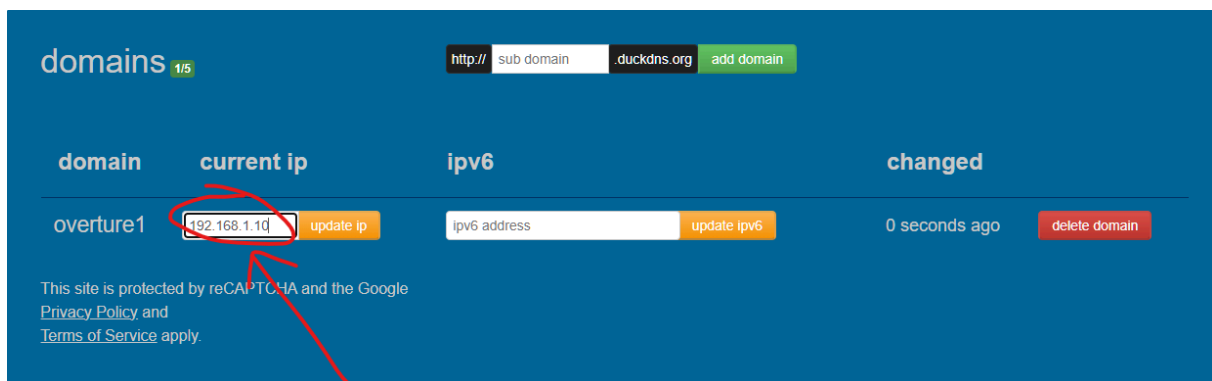 domains 1/5
http:// sub domain .duckdns.org add domain
domain current ip ipv6 changed
overture1 192.168.1.10 update ip ipv6 address update ipv6 0 seconds ago delete domain
This site is protected by reCAPTCHA and the Google
Privacy Policy and
Terms of Service apply.